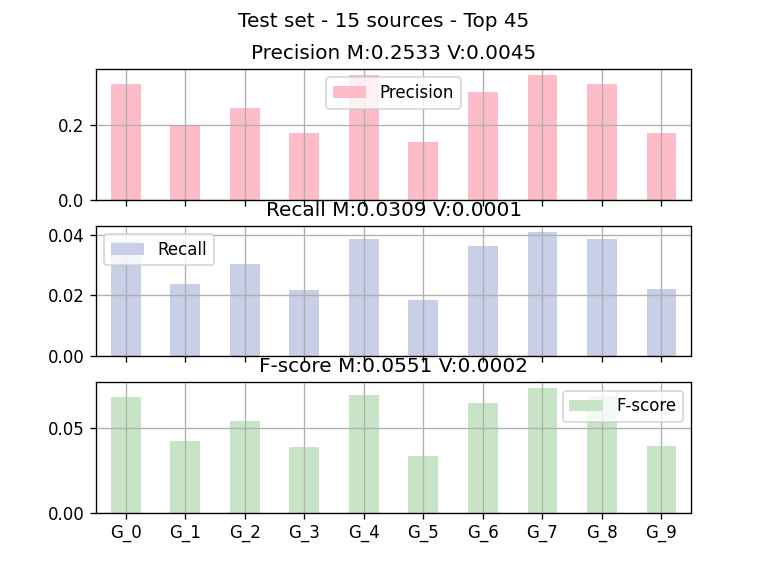 Test set - 15 sources - Top 45
Precision M:0.2533 V:0.0045
Precision
0.2
0.0
Recall M:0.0309 V:0.0001
0.04
Recall
0.02
0.00
F-score M:0.0551 V:0.0002
F-score
0.05
0.00
G_0 G_1 G_2 G_3 G_4 G_5 G_6 G_7 G_8 G_9